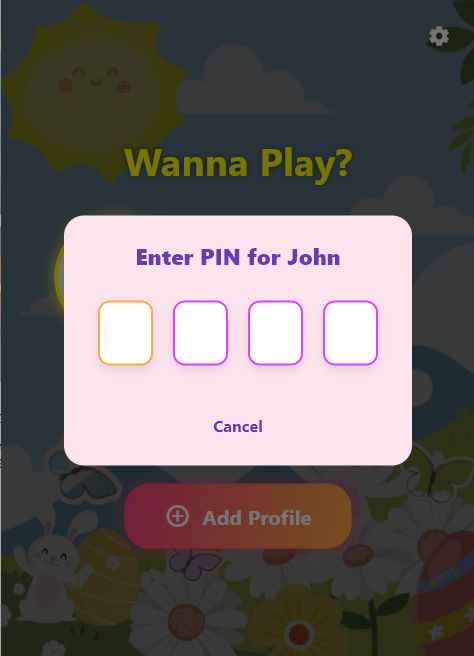 Wanna Play?
Enter PIN for John
Cancel
Add Profile